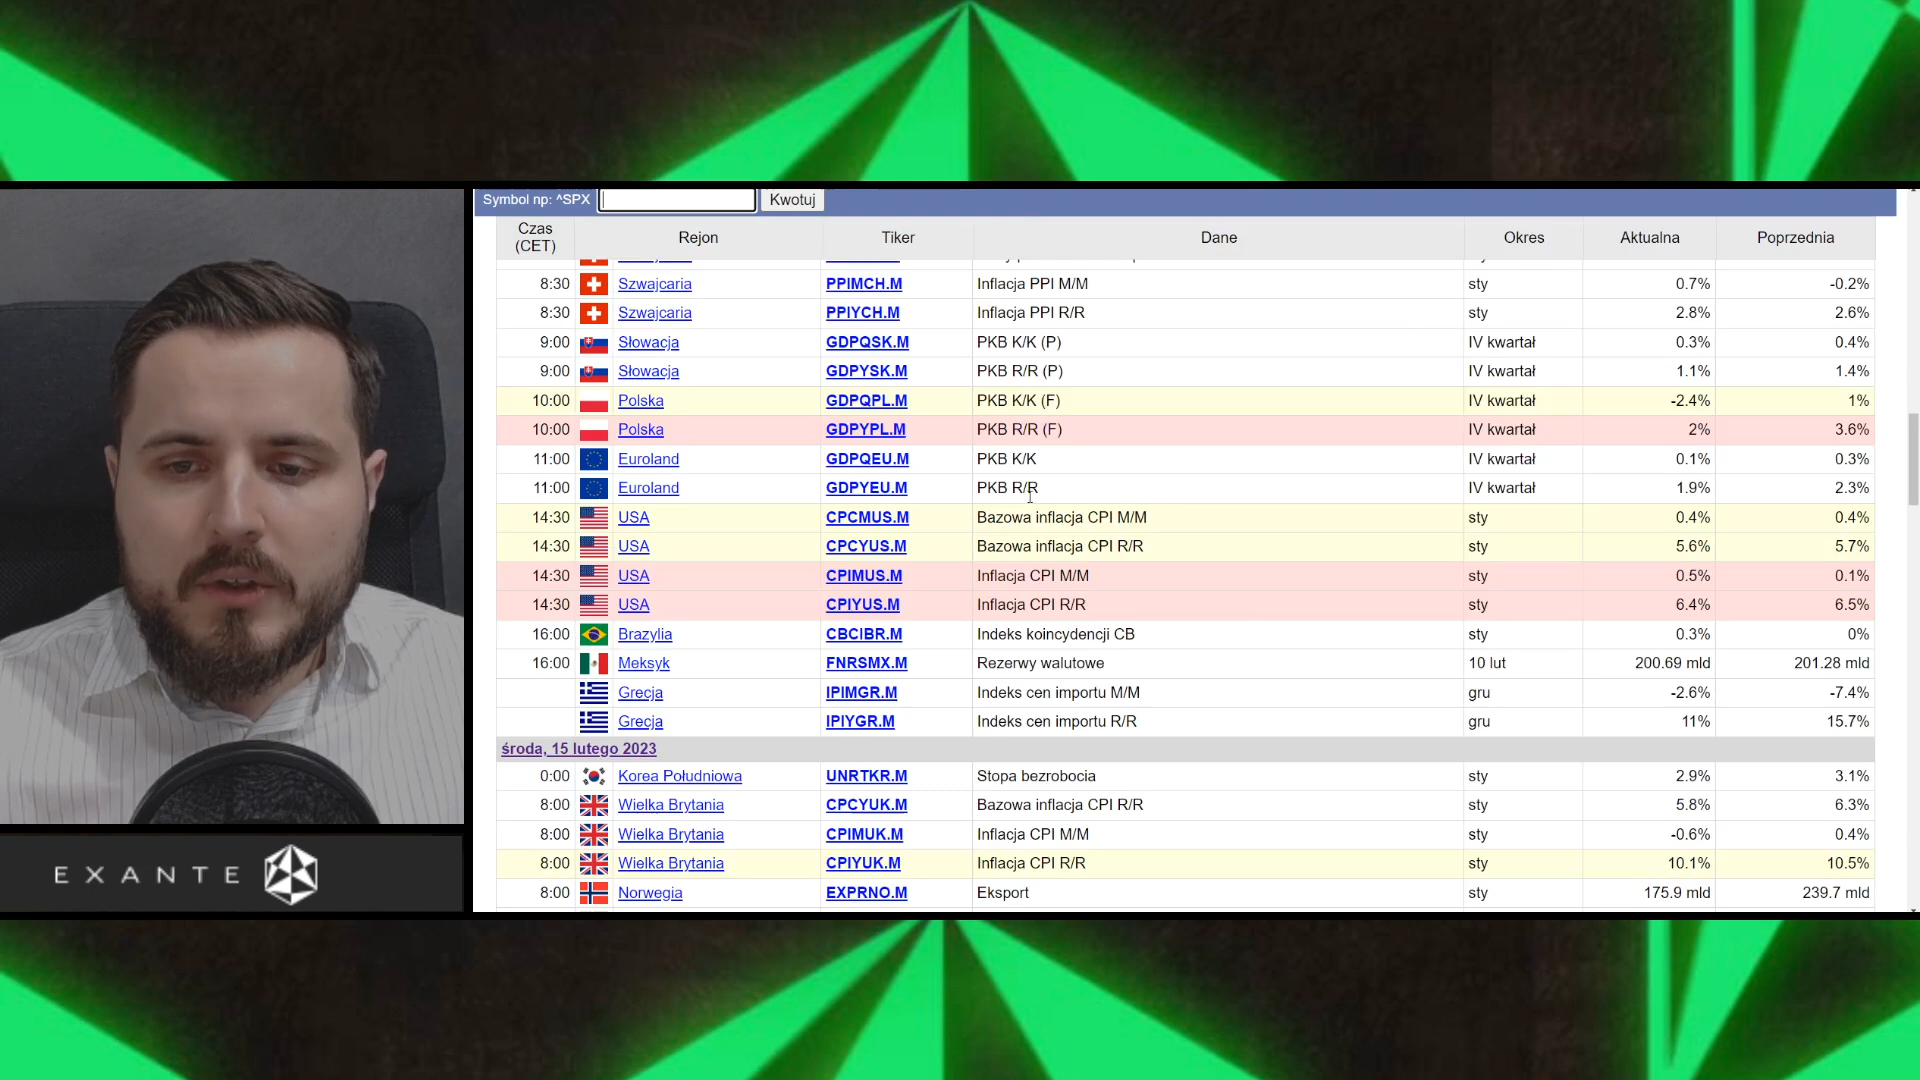 Symbol np: ^SPX Kwotuj
Czas (CET) Rejon Tiker Dane Okres Aktualna Poprzednia
8:30 Szwajcaria PPIMCH.M Inflacja PPI M/M sty 0.7% -0.2%
8:30 Szwajcaria PPIYCH.M Inflacja PPI R/R sty 2.8% 2.6%
9:00 Słowacja GDPQSK.M PKB K/K (P) IV kwartał 0.3% 0.4%
9:00 Słowacja GDPYSK.M PKB R/R (P) IV kwartał 1.1% 1.4%
10:00 Polska GDPQPL.M PKB K/K (F) IV kwartał -2.4% 1%
10:00 Polska GDPYPL.M PKB R/R (F) IV kwartał 2% 3.6%
11:00 Euroland GDPQEU.M PKB K/K IV kwartał 0.1% 0.3%
11:00 Euroland GDPYEU.M PKB R/R IV kwartał 1.9% 2.3%
14:30 USA CPCMUS.M Bazowa inflacja CPI M/M sty 0.4% 0.4%
14:30 USA CPCYUS.M Bazowa inflacja CPI R/R sty 5.6% 5.7%
14:30 USA CPIMUS.M Inflacja CPI M/M sty 0.5% 0.1%
14:30 USA CPIYUS.M Inflacja CPI R/R sty 6.4% 6.5%
16:00 Brazylia CBCIBR.M Indeks koincydencji CB sty 0.3% 0%
16:00 Meksyk FNRSMX.M Rezerwy walutowe 10 lut 200.69 mld 201.28 mld
Grecja IPIMGR.M Indeks cen importu M/M gru -2.6% -7.4%
Grecja IPIYGR.M Indeks cen importu R/R gru 11% 15.7%
środa, 15 lutego 2023
0:00 Korea Południowa UNRTKR.M Stopa bezrobocia sty 2.9% 3.1%
8:00 Wielka Brytania CPCYUK.M Bazowa inflacja CPI R/R sty 5.8% 6.3%
8:00 Wielka Brytania CPIMUK.M Inflacja CPI M/M sty -0.6% 0.4%
8:00 Wielka Brytania CPIYUK.M Inflacja CPI R/R sty 10.1% 10.5%
8:00 Norwegia EXPRNO.M Eksport sty 175.9 mld 239.7 mld
EXANTE